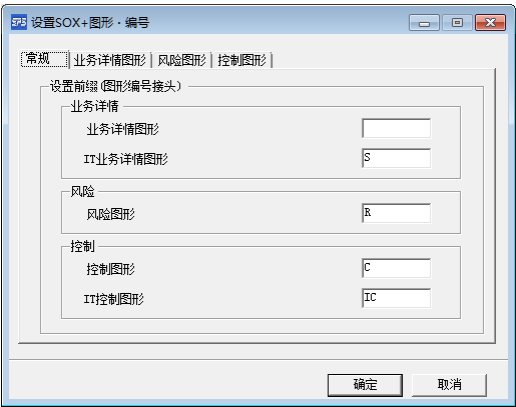 设置SOX+图形·编号
常规 业务详情图形 风险图形 控制图形
设置前缀(图形编号接头)
业务详情
业务详情图形
IT业务详情图形 S
风险
风险图形 R
控制
控制图形 C
IT控制图形 IC
确定 取消